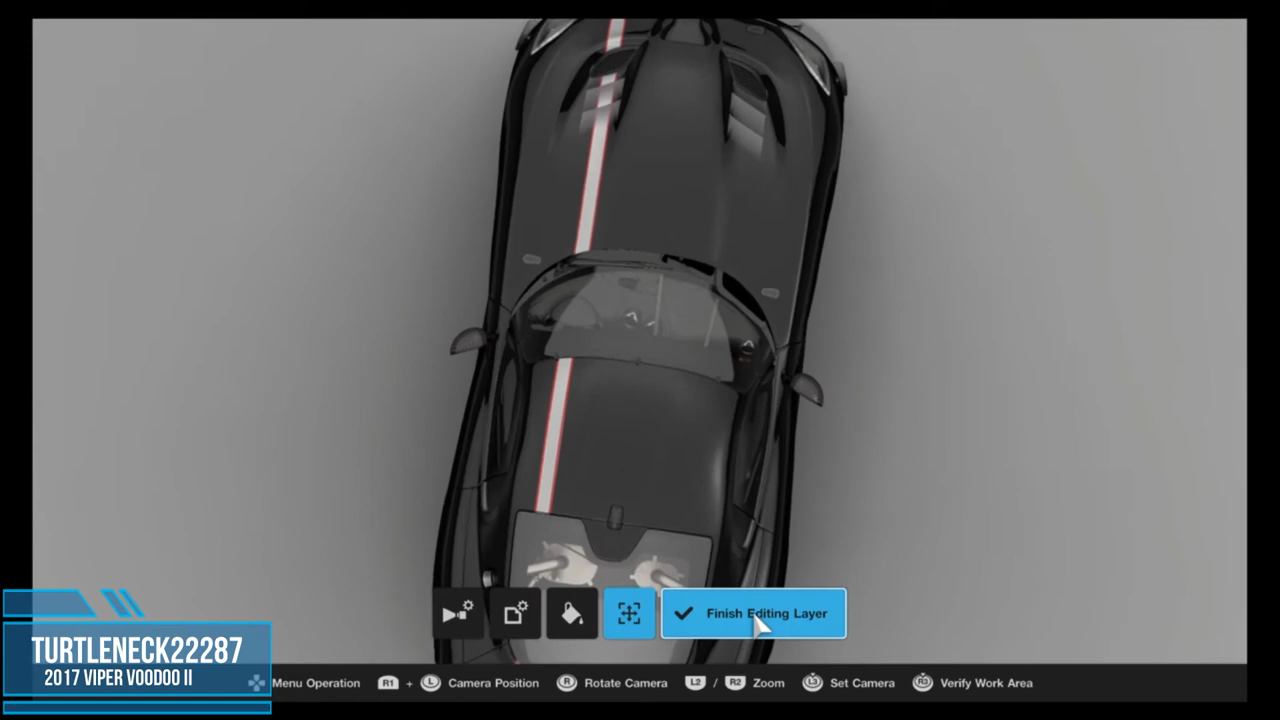 Finish Editing Layer
TURTLENECK22287
2017 VIPER VOODOO II
Menu Operation R1 + L Camera Position R Rotate Camera L2 / R2 Zoom L3 Set Camera R3 Verify Work Area